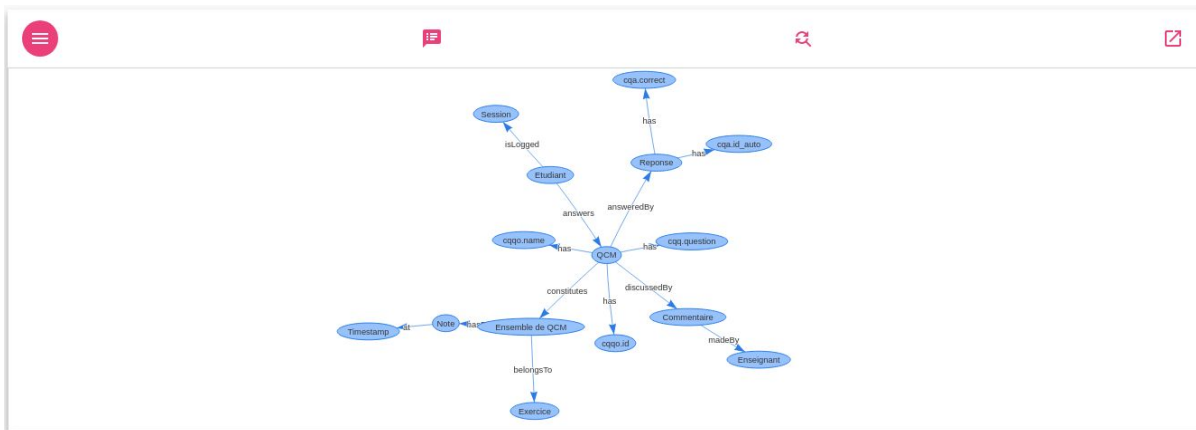 cqa.correct
Session
has
isLogged
cqa.id_auto
has
Reponse
Etudiant
answeredBy
answers
cqqo.name
cqq.question
has
has
QCM
constitutes
discussedBy
has
Commentaire
Note
Ensemble de QCM
Timestamp
at
madeBy
cqqo.id
Enseignant
belongsTo
Exercice